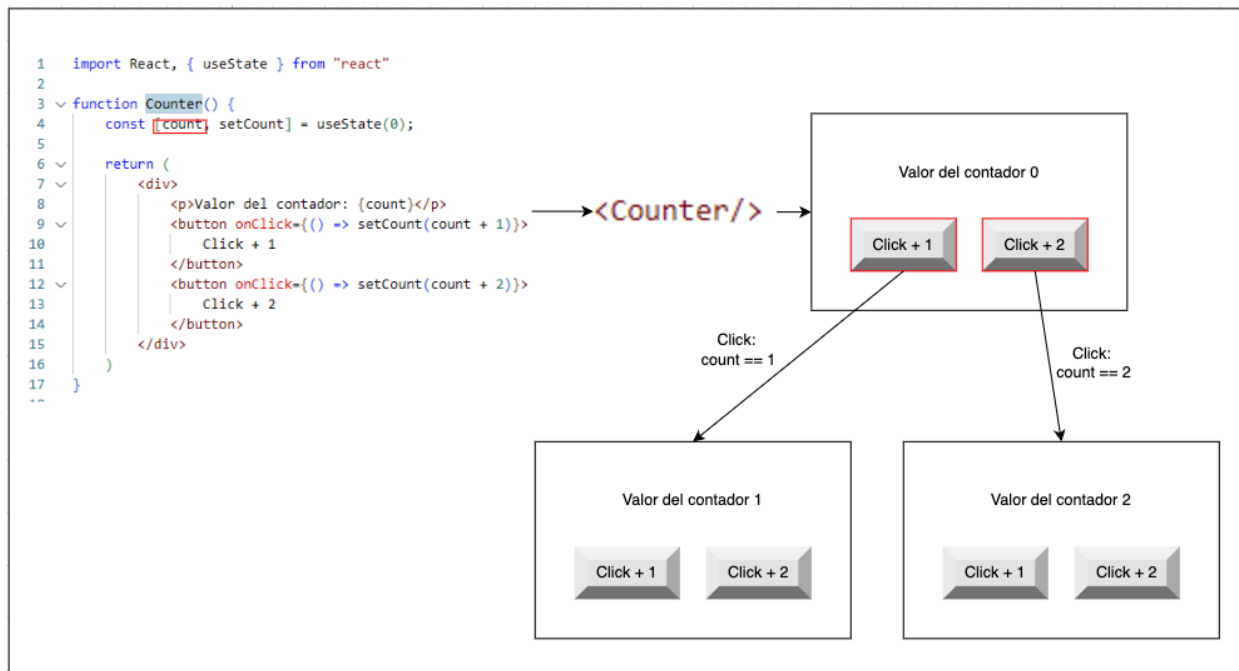 1 import React, { useState } from "react"
2
3 function Counter() {
4 const [count, setCount] = useState(0);
5
6 return (
7 <div>
8 <p>Valor del contador: {count}</p>
9 <button onClick={() => setCount(count + 1)}>
10 Click + 1
11 </button>
12 <button onClick={() => setCount(count + 2)}>
13 Click + 2
14 </button>
15 </div>
16 )
17 }
<Counter/>
Valor del contador 0
Click + 1
Click + 2
Click:
count == 1
Click:
count == 2
Valor del contador 1
Click + 1
Click + 2
Valor del contador 2
Click + 1
Click + 2